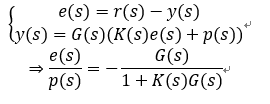 e(s) = r(s) − y(s)
y(s) = G(s)(K(s)e(s) + p(s))
⇒ e(s)/p(s) = − G(s)/(1 + K(s)G(s))